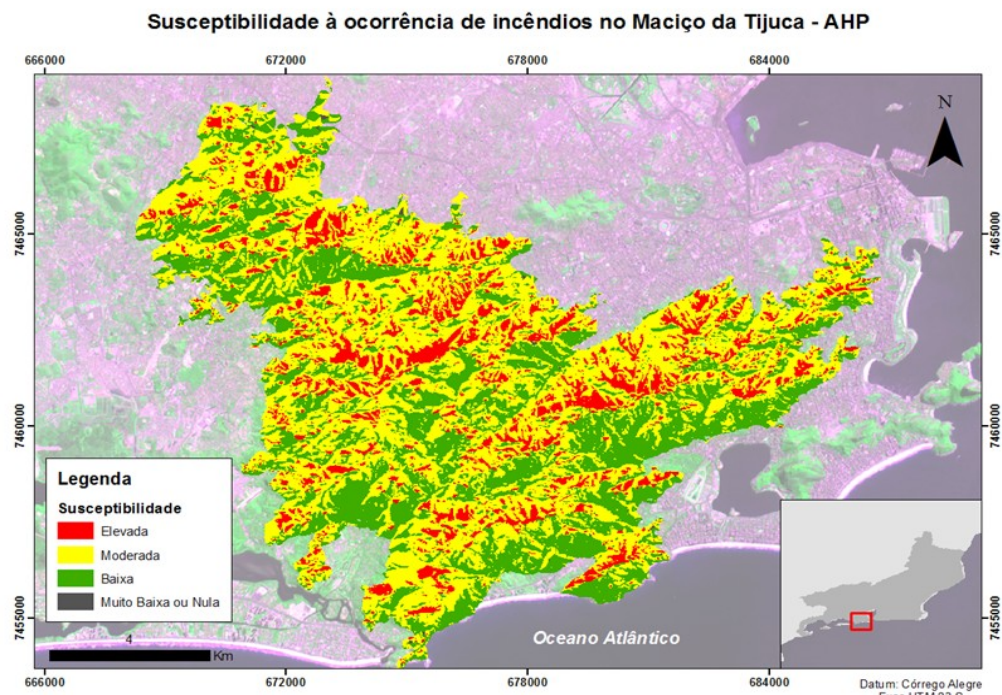 Susceptibilidade à ocorrência de incêndios no Maciço da Tijuca - AHP
666000 672000 678000 684000
N
7465000 7465000
7460000 7460000
7455000 7455000
Legenda
Susceptibilidade
Elevada
Moderada
Baixa
Muito Baixa ou Nula
4
Km
Oceano Atlântico
666000 672000 678000 684000
Datum: Córrego Alegre